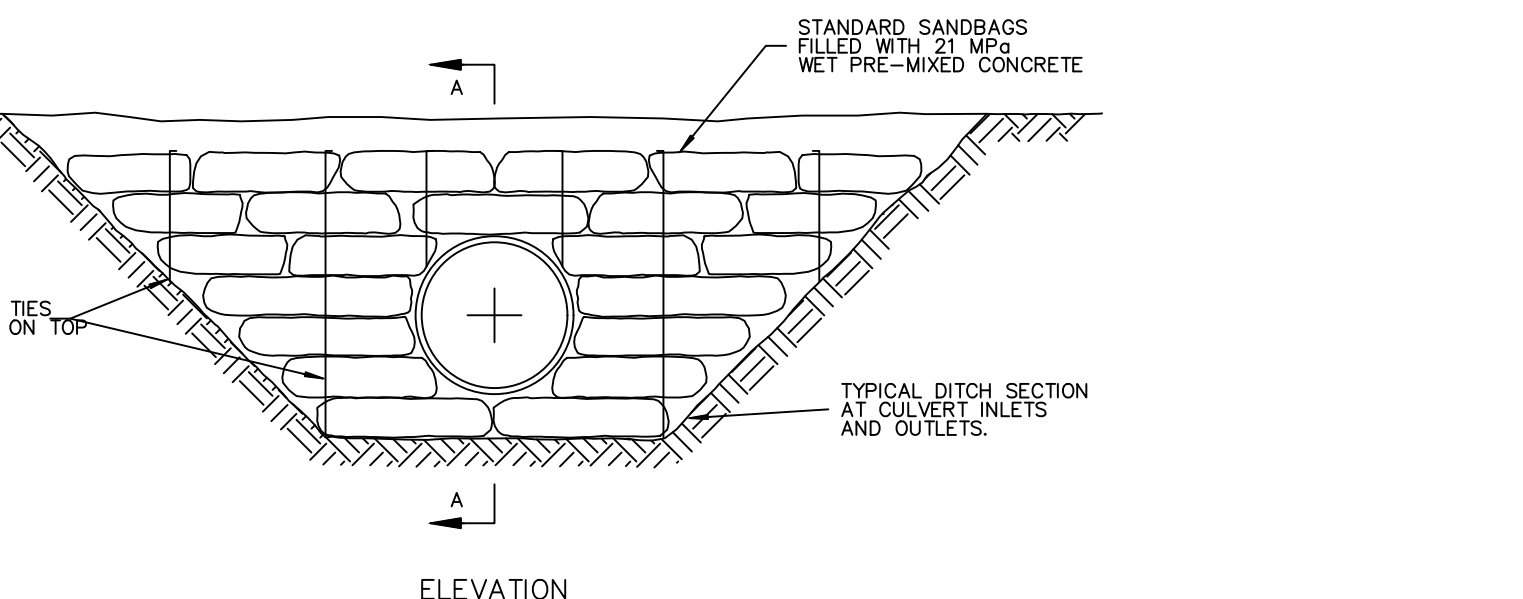 STANDARD SANDBAGS
FILLED WITH 21 MPa
WET PRE-MIXED CONCRETE
A
TIES
ON TOP
TYPICAL DITCH SECTION
AT CULVERT INLETS
AND OUTLETS.
A
ELEVATION